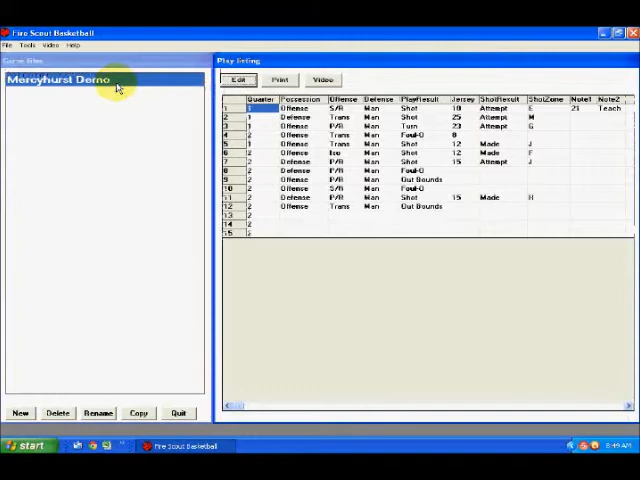 Fire Scout Basketball
File Tools Video Help
Game files
Play listing
Mercyhurst Demo
Edit Print Video
Quarter Possession Offense Defense PlayResult Jersey ShotResult ShotZone Note1 Note2
1 1 Offense S/R Man Shot 10 Attempt E 21 Teach
2 1 Defense Trans Man Shot 25 Attempt M
3 1 Offense P/R Man Turn 23 Attempt G
4 2 Offense Trans Man Foul-O 8
5 1 Offense Trans Man Shot 12 Made J
6 2 Offense Iso Man Shot 12 Made F
7 2 Defense P/R Man Shot 15 Attempt J
8 2 Defense P/R Man Foul-O
9 2 Offense P/R Man Out Bounds
10 2 Offense S/R Man Foul-O
11 2 Defense P/R Man Shot 15 Made H
12 2 Offense Trans Man Out Bounds
13 2
14 2
15 2
New Delete Rename Copy Quit
start Fire Scout Basketball 8:49 AM